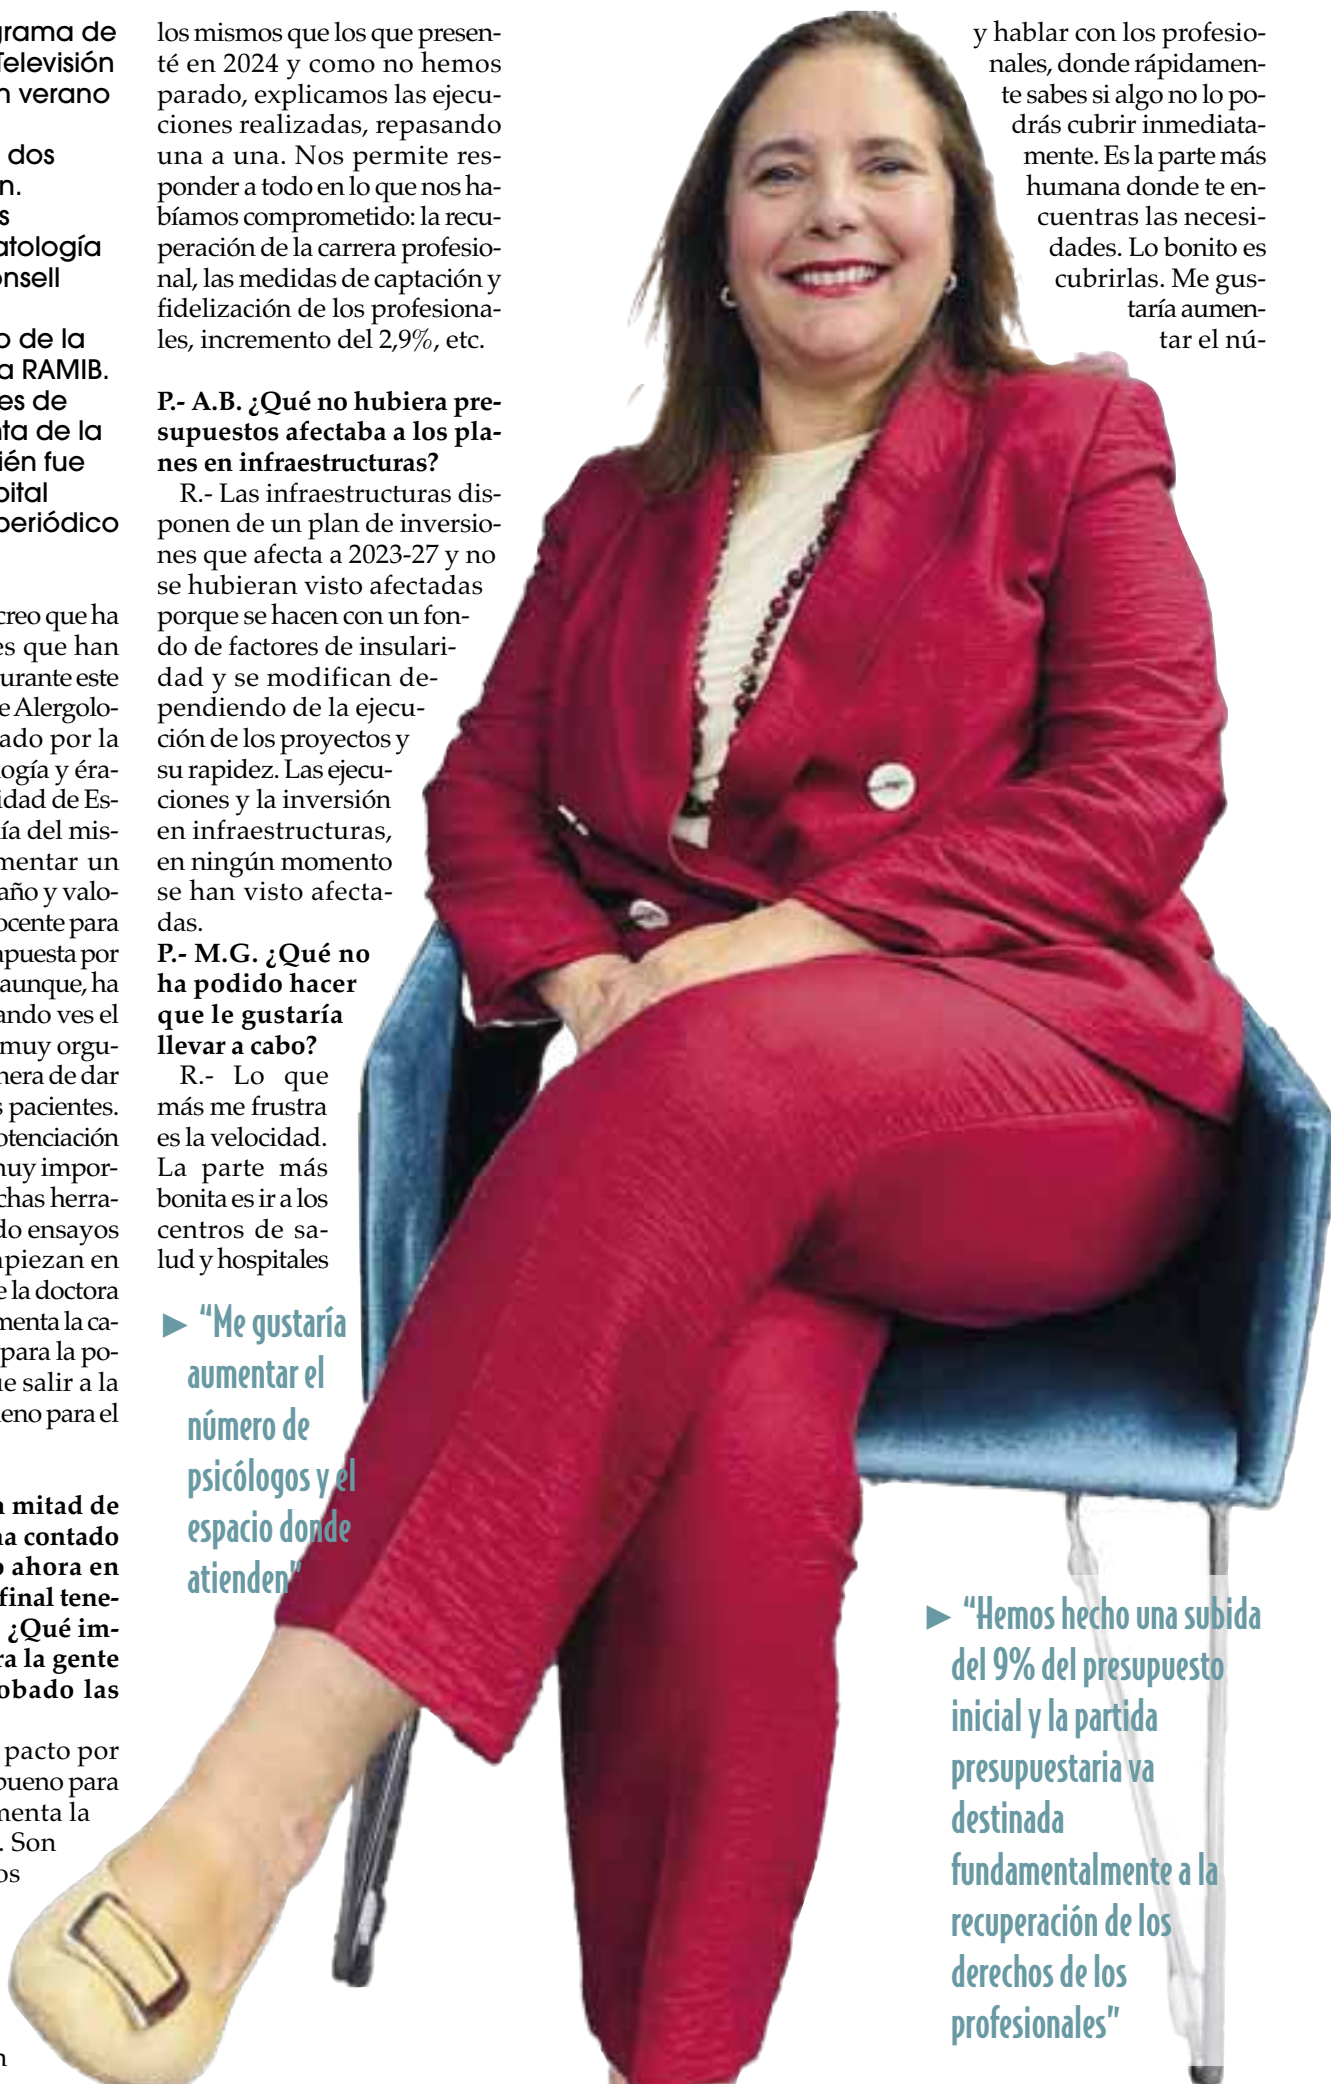 grama de
Televisión
n verano
dos
n.
s
atología
onsell
o de la
a RAMIB.
es de
nta de la
ién fue
pital
periódico
creo que ha
es que han
urante este
e Alergolo-
ado por la
logía y éra-
idad de Es-
ía del mis-
mentar un
año y valo-
ocente para
npuesta por
aunque, ha
ando ves el
muy orgu-
nera de dar
s pacientes.
otenciación
nuy impor-
chas herra-
do ensayos
npiezan en
e la doctora
menta la ca-
para la po-
ue salir a la
ieno para el
n mitad de
na contado
o ahora en
final tene-
¿Qué im-
ra la gente
obado las
pacto por
bueno para
menta la
. Son
os
n
los mismos que los que presen-
té en 2024 y como no hemos
parado, explicamos las ejecu-
ciones realizadas, repasando
una a una. Nos permite res-
ponder a todo en lo que nos ha-
bíamos comprometido: la recu-
peración de la carrera profesio-
nal, las medidas de captación y
fidelización de los profesiona-
les, incremento del 2,9%, etc.
P.- A.B. ¿Qué no hubiera pre-
supuestos afectaba a los pla-
nes en infraestructuras?
R.- Las infraestructuras dis-
ponen de un plan de inversio-
nes que afecta a 2023-27 y no
se hubieran visto afectadas
porque se hacen con un fon-
do de factores de insulari-
dad y se modifican de-
pendiendo de la ejecu-
ción de los proyectos y
su rapidez. Las ejecu-
ciones y la inversión
en infraestructuras,
en ningún momento
se han visto afecta-
das.
P.- M.G. ¿Qué no
ha podido hacer
que le gustaría
llevar a cabo?
R.- Lo que
más me frustra
es la velocidad.
La parte más
bonita es ir a los
centros de sa-
lud y hospitales
► “Me gustaría
aumentar el
número de
psicólogos y el
espacio donde
atienden”
y hablar con los profesio-
nales, donde rápidamen-
te sabes si algo no lo po-
drás cubrir inmediata-
mente. Es la parte más
humana donde te en-
cuentras las necesi-
dades. Lo bonito es
cubrirlas. Me gus-
taría aumen-
tar el nú-
► “Hemos hecho una subida
del 9% del presupuesto
inicial y la partida
presupuestaria va
destinada
fundamentalmente a la
recuperación de los
derechos de los
profesionales”